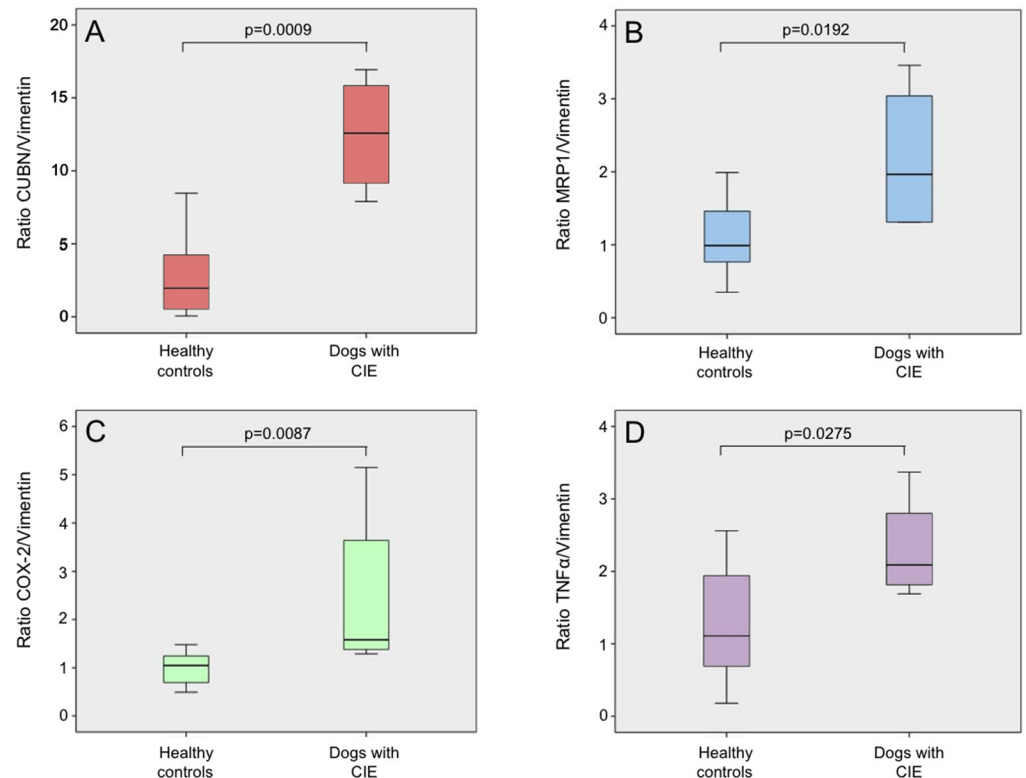 A
p=0.0009
Ratio CUBN/Vimentin
20
15
10
5
0
Healthy
controls
Dogs with
CIE
B
p=0.0192
Ratio MRP1/Vimentin
4
3
2
1
0
Healthy
controls
Dogs with
CIE
C
p=0.0087
Ratio COX-2/Vimentin
6
5
4
3
2
1
0
Healthy
controls
Dogs with
CIE
D
p=0.0275
Ratio TNFα/Vimentin
4
3
2
1
0
Healthy
controls
Dogs with
CIE